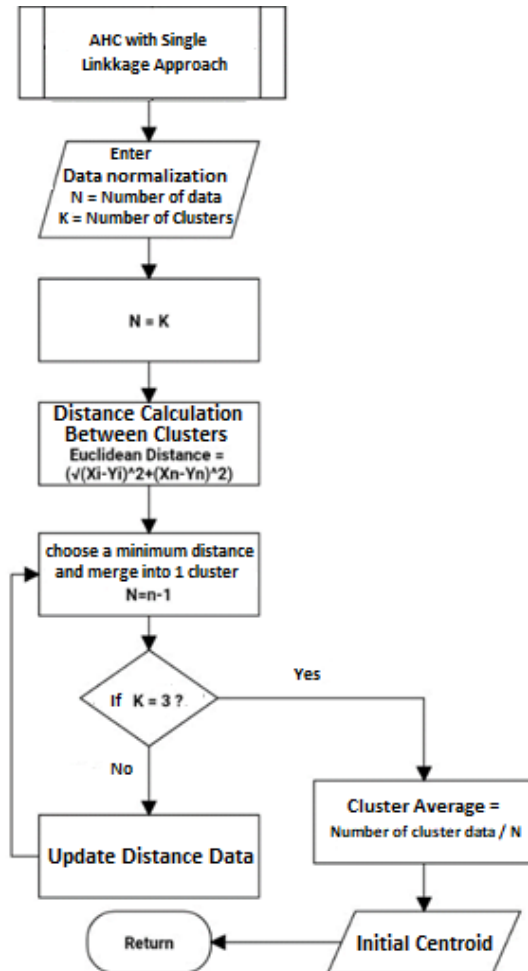 AHC with Single
Linkkage Approach
Enter
Data normalization
N = Number of data
K = Number of Clusters
N = K
Distance Calculation
Between Clusters
Euclidean Distance =
(√(Xi-Yi)^2+(Xn-Yn)^2)
choose a minimum distance
and merge into 1 cluster
N=n-1
If K = 3 ?
Yes
No
Update Distance Data
Cluster Average =
Number of cluster data / N
Initial Centroid
Return